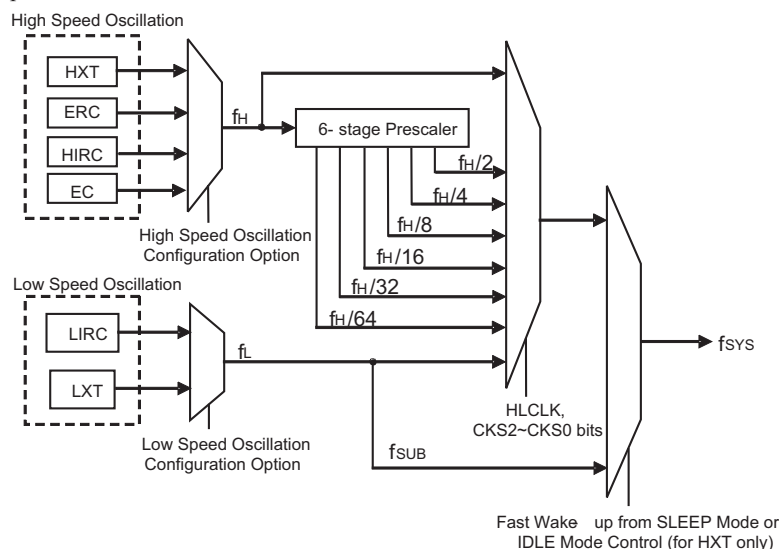 High Speed Oscillation
HXT
ERC
HIRC
EC
fH
6- stage Prescaler
fH/2
fH/4
fH/8
fH/16
fH/32
fH/64
High Speed Oscillation
Configuration Option
Low Speed Oscillation
LIRC
LXT
fL
Low Speed Oscillation
Configuration Option
HLCLK,
CKS2~CKS0 bits
fSUB
fSYS
Fast Wake up from SLEEP Mode or
IDLE Mode Control (for HXT only)